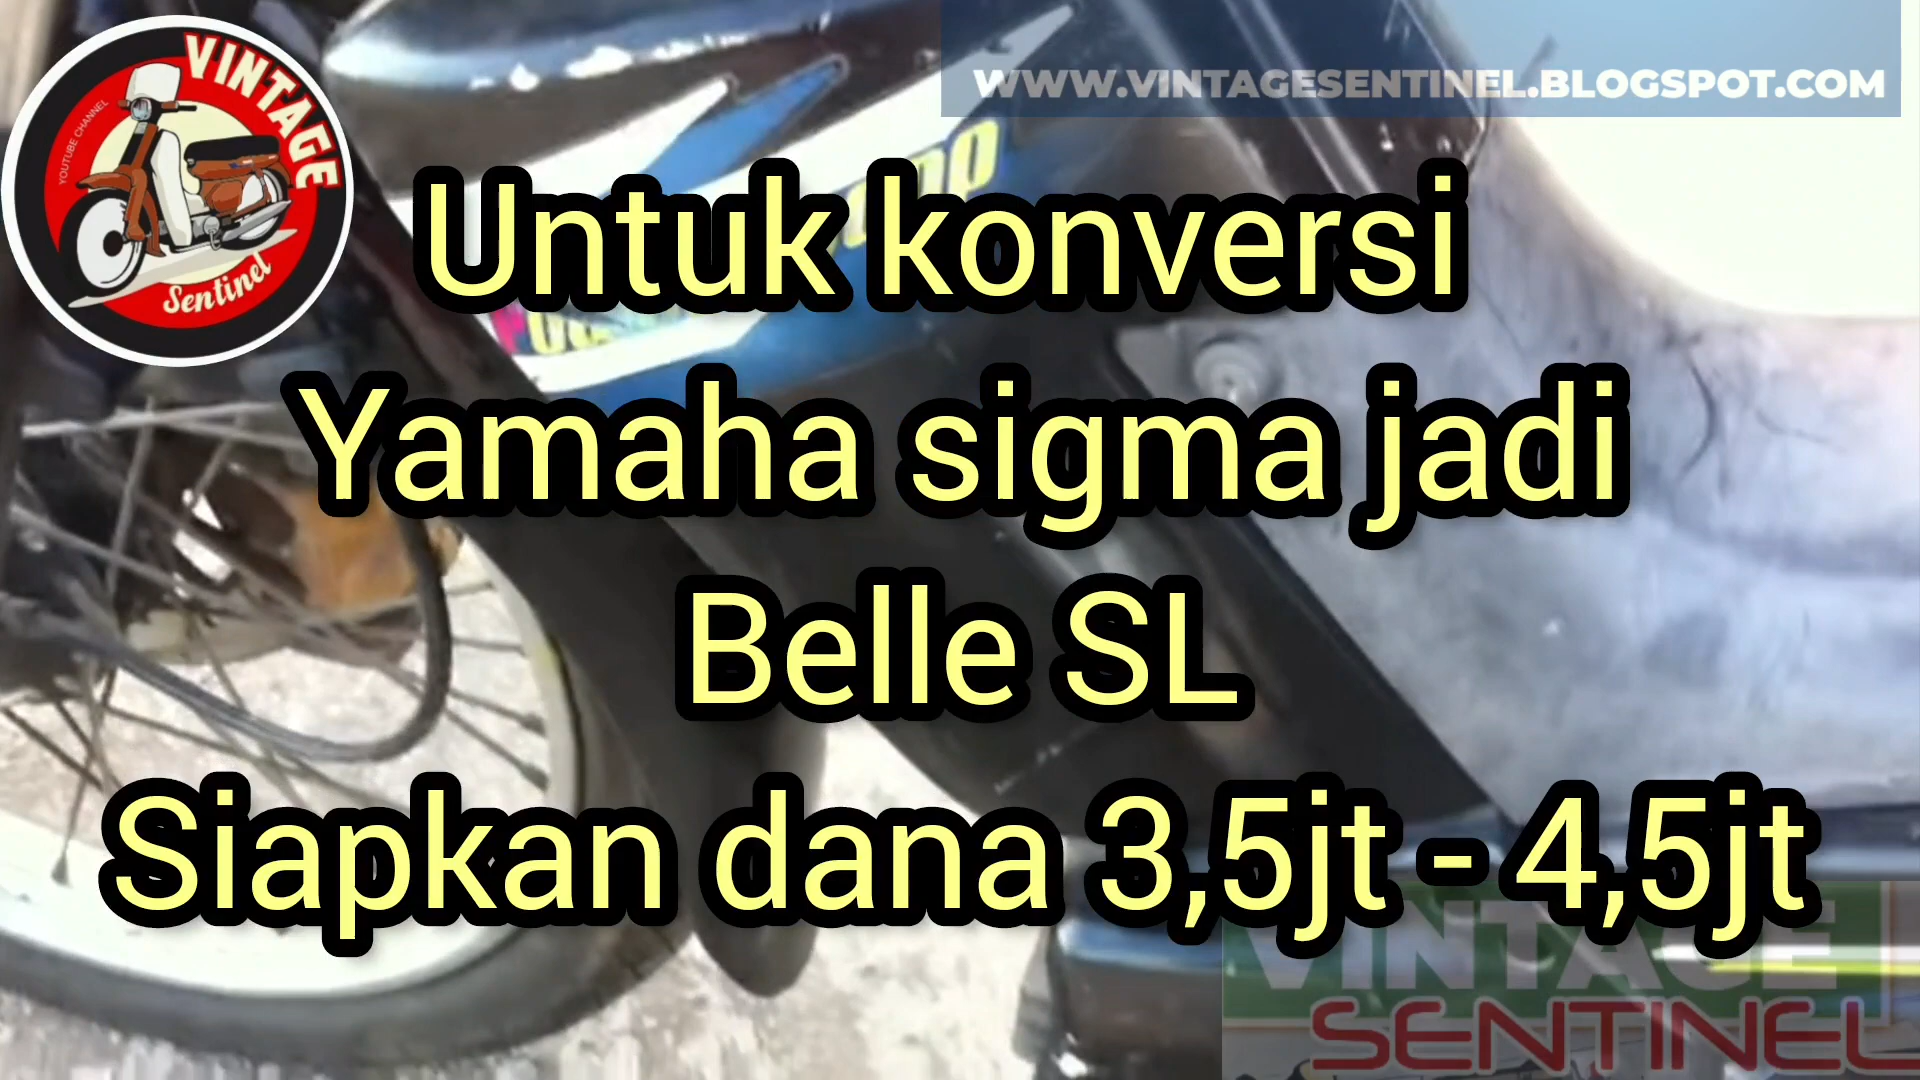 WWW.VINTAGESENTINEL.BLOGSPOT.COM
YOUTUBE CHANNEL
VINTAGE
Sentinel
Untuk konversi
Yamaha sigma jadi
Belle SL
Siapkan dana 3,5jt - 4,5jt
VINTAGE
SENTINEL